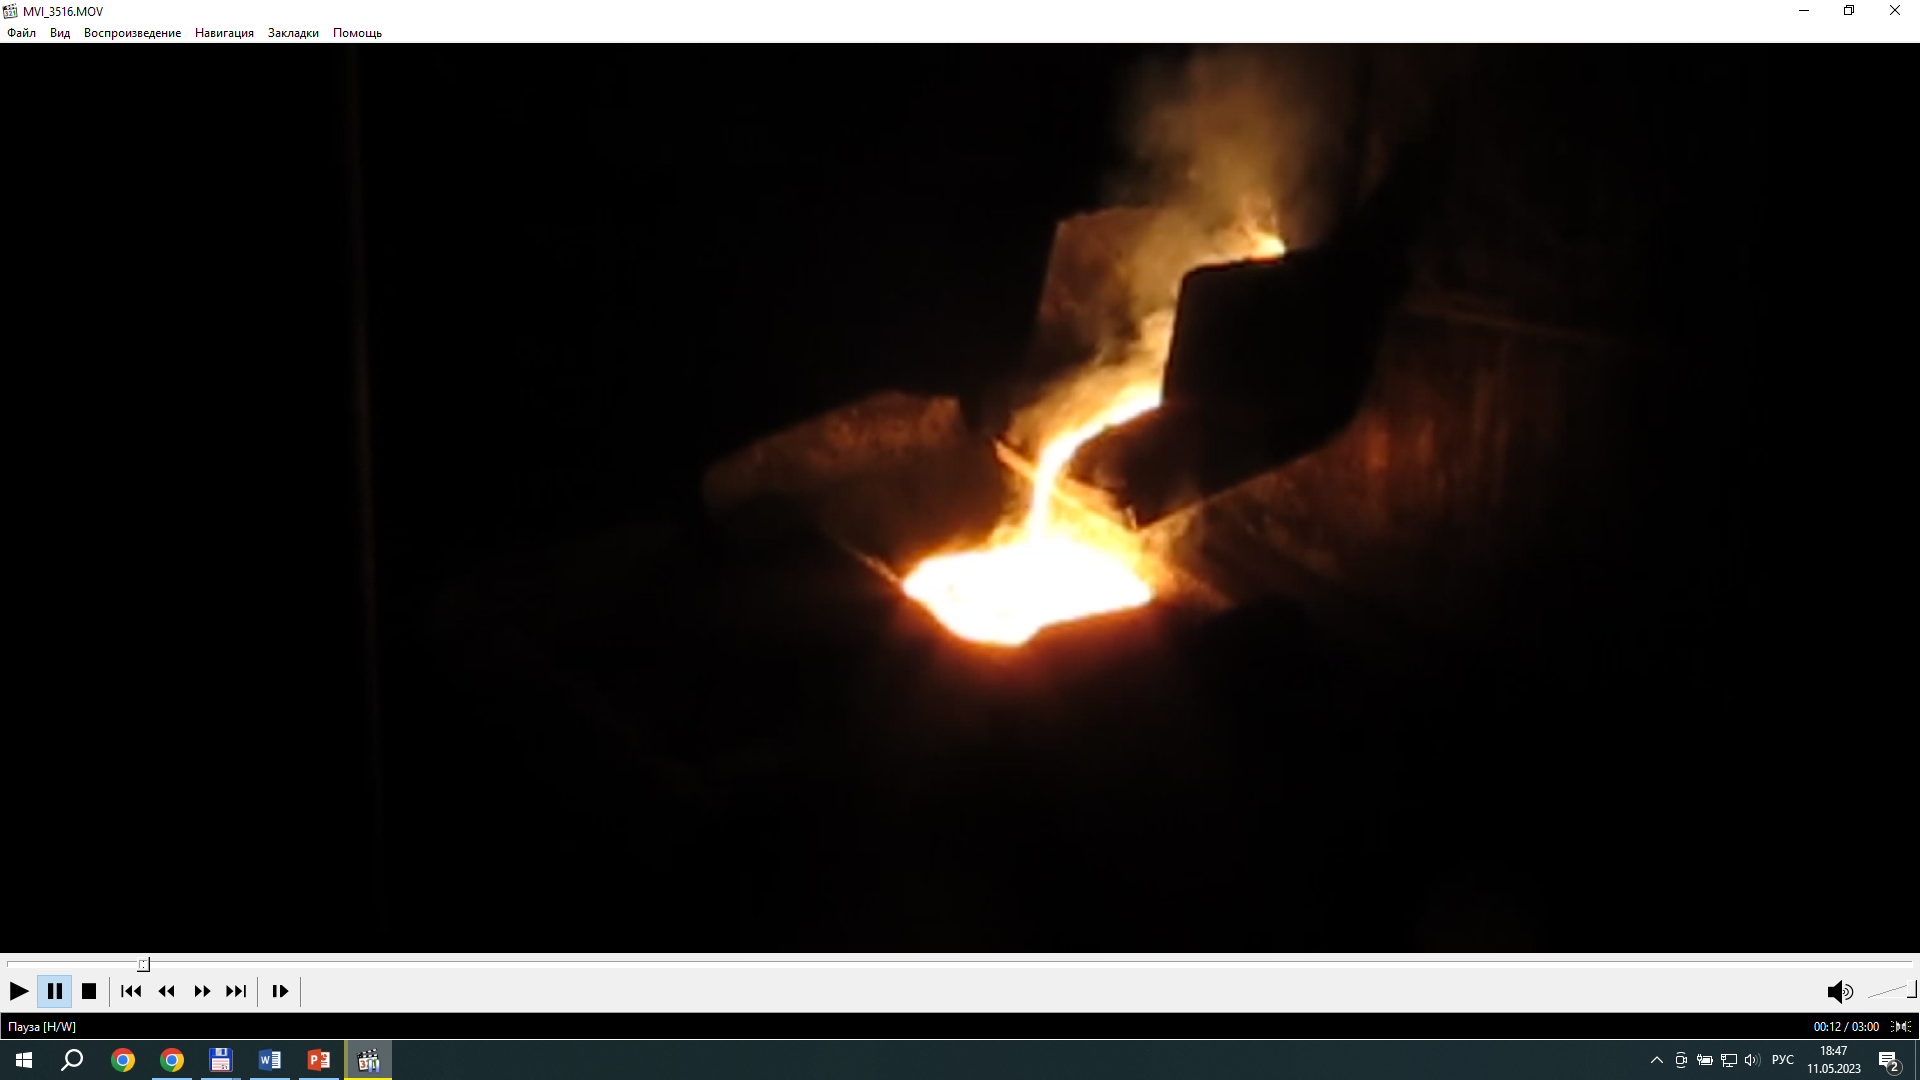 MVI_3516.MOV
Файл Вид Воспроизведение Навигация Закладки Помощь
Пауза [H/W]
00:12 / 03:00
РУС
18:47
11.05.2023
2